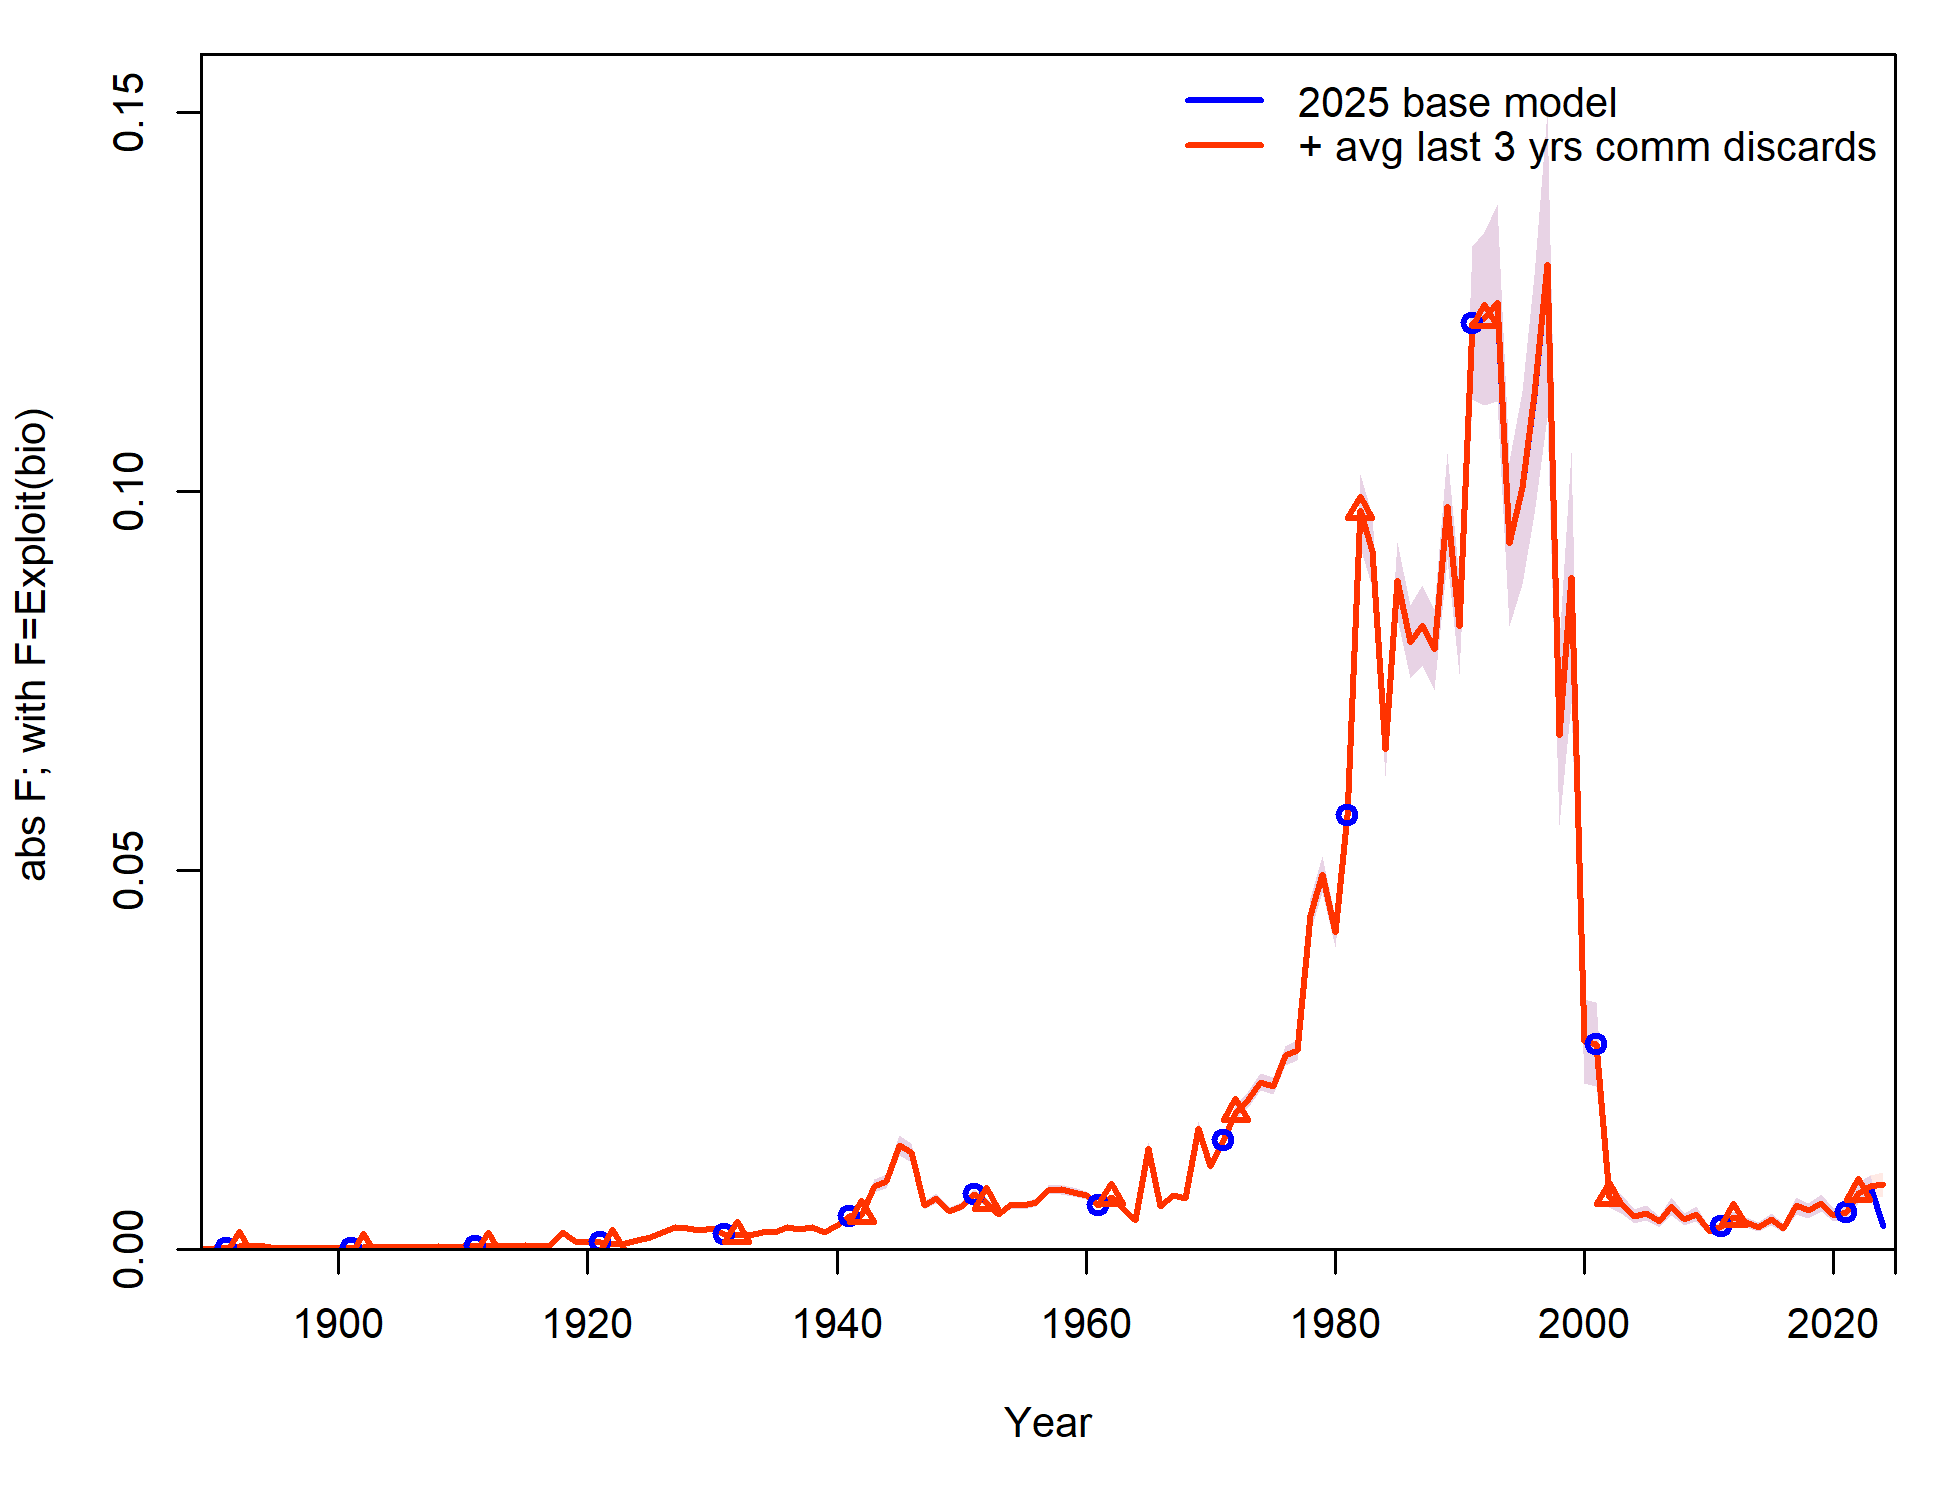 2025 base model
+ avg last 3 yrs comm discards
abs F; with F=Exploit(bio)
0.15
0.10
0.05
0.00
1900 1920 1940 1960 1980 2000 2020
Year